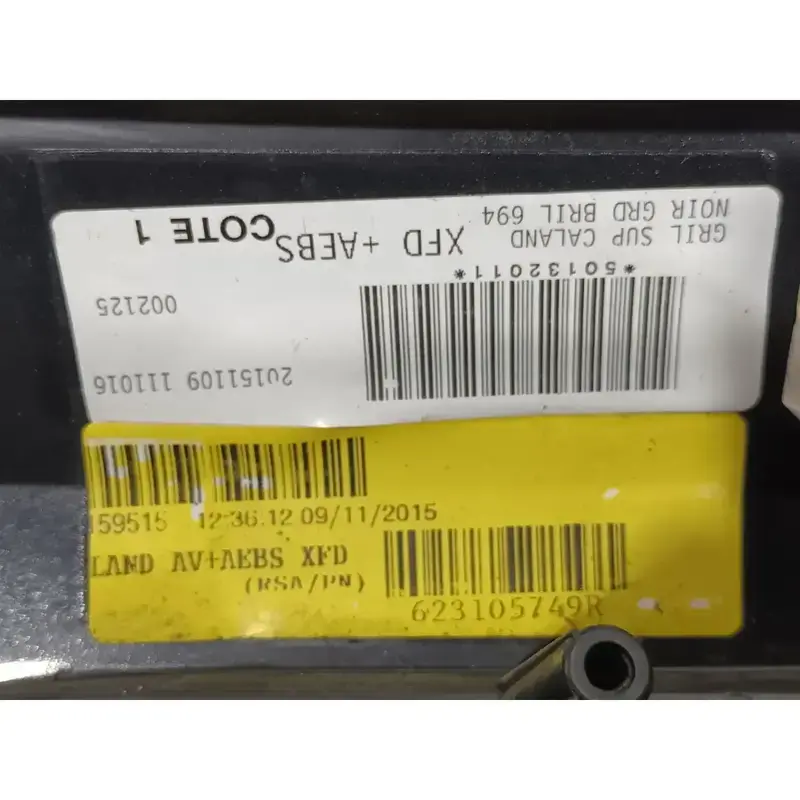 GRIL SUP CALAND XFD +AEBS
NOIR GRD BRIL 694
COTE 1
*50132011*
002125
20151109 111016
159515 12:36.12 09/11/2015
LAND AV+AEBS XFD
(RSA/PN)
623105749R